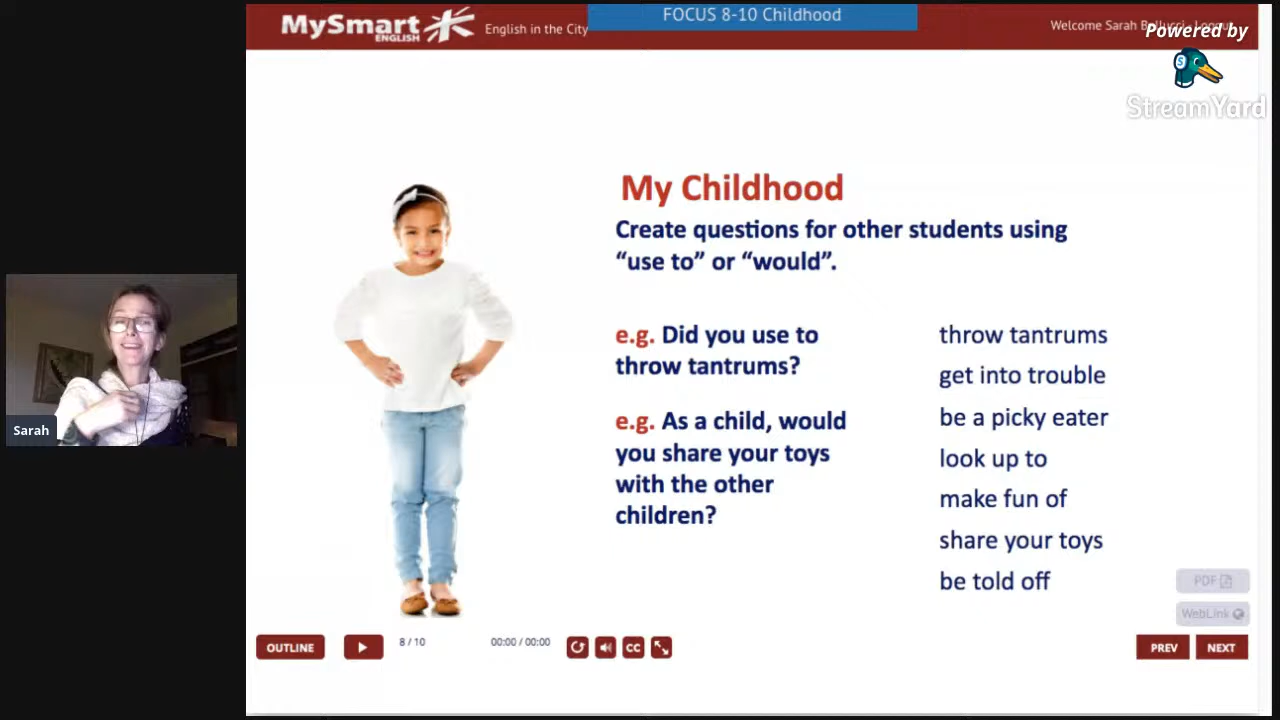 MySmart
ENGLISH
English in the City
FOCUS 8-10 Childhood
Welcome Sarah
Powered by
S
StreamYard
My Childhood
Create questions for other students using
“use to” or “would”.
e.g. Did you use to
throw tantrums?
e.g. As a child, would
you share your toys
with the other
children?
throw tantrums
get into trouble
be a picky eater
look up to
make fun of
share your toys
be told off
Sarah
PDF
WebLink
OUTLINE
8 / 10
00:00 / 00:00
CC
PREV
NEXT